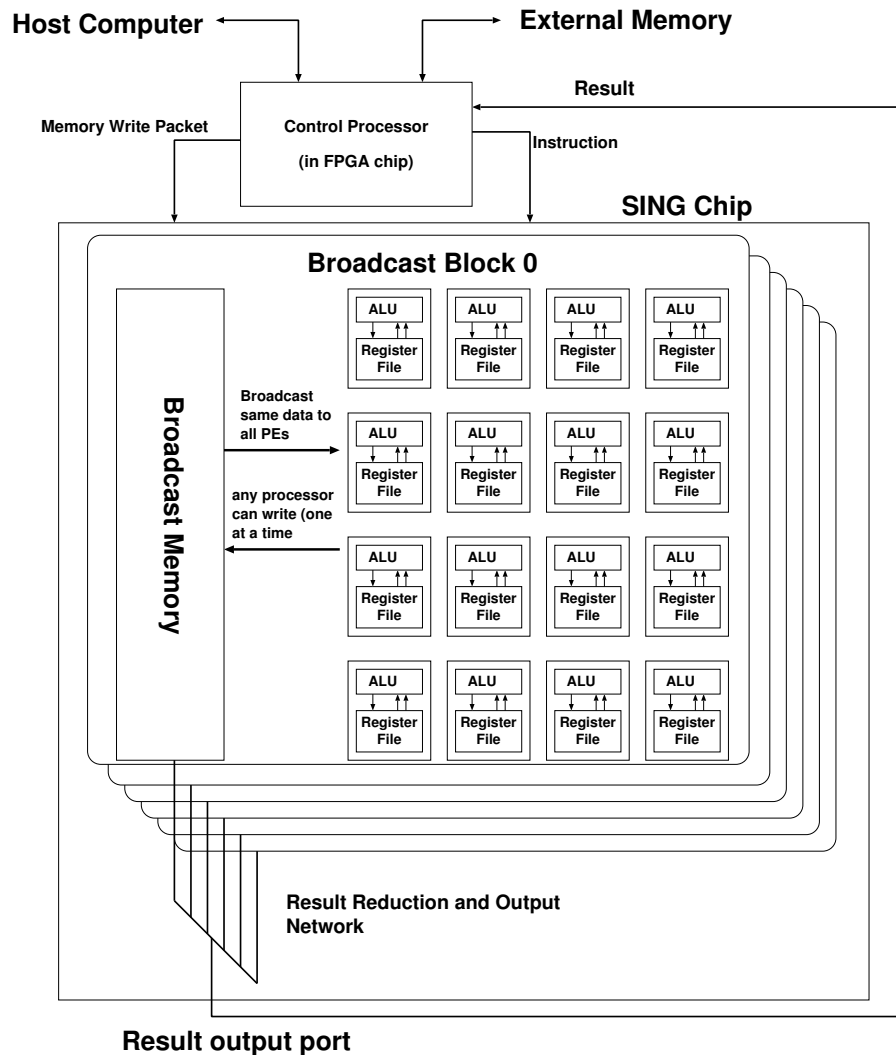 Host Computer
External Memory
Result
Memory Write Packet
Control Processor
(in FPGA chip)
Instruction
SING Chip
Broadcast Block 0
Broadcast Memory
Broadcast
same data to
all PEs
any processor
can write (one
at a time
ALU
Register
File
ALU
Register
File
ALU
Register
File
ALU
Register
File
ALU
Register
File
ALU
Register
File
ALU
Register
File
ALU
Register
File
ALU
Register
File
ALU
Register
File
ALU
Register
File
ALU
Register
File
ALU
Register
File
ALU
Register
File
ALU
Register
File
ALU
Register
File
Result Reduction and Output
Network
Result output port